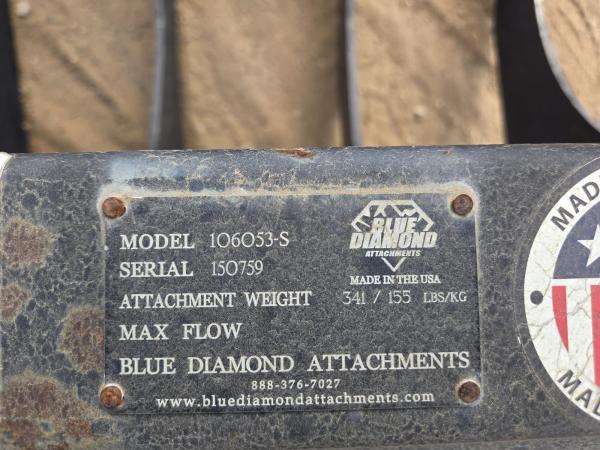 BLUE
DIAMOND
ATTACHMENTS
MADE IN THE USA
MODEL 106053-S
SERIAL 150759
ATTACHMENT WEIGHT 341 / 155 LBS/KG
MAX FLOW
BLUE DIAMOND ATTACHMENTS
888-376-7027
www.bluediamondattachments.com
MADE